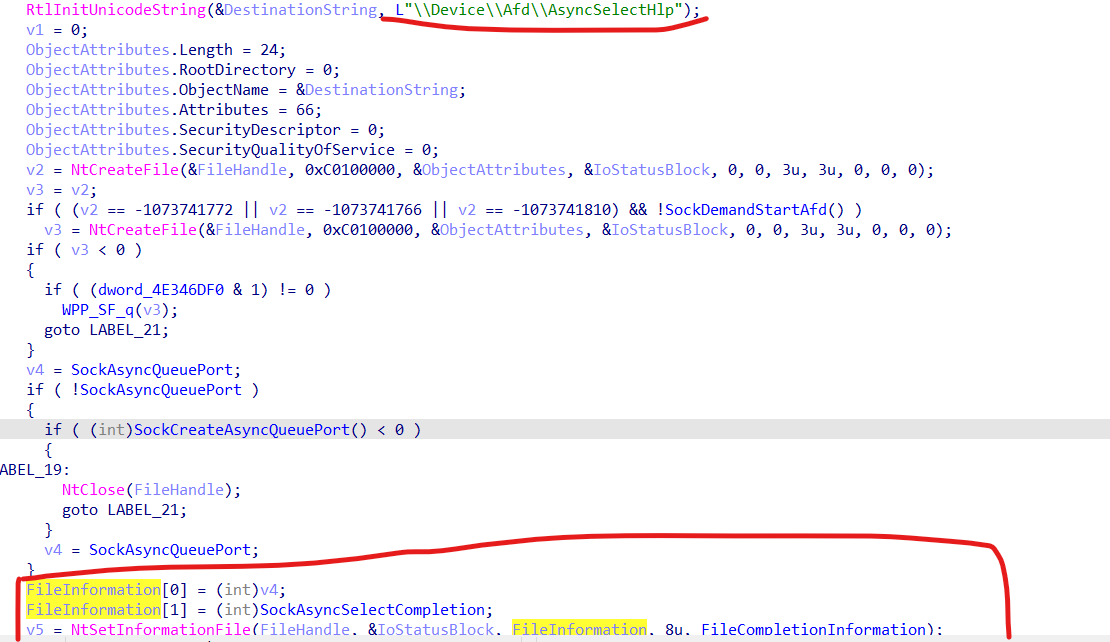 RtlInitUnicodeString(&DestinationString, L"\\Device\\Afd\\AsyncSelectHlp");
v1 = 0;
ObjectAttributes.Length = 24;
ObjectAttributes.RootDirectory = 0;
ObjectAttributes.ObjectName = &DestinationString;
ObjectAttributes.Attributes = 66;
ObjectAttributes.SecurityDescriptor = 0;
ObjectAttributes.SecurityQualityOfService = 0;
v2 = NtCreateFile(&FileHandle, 0xC0100000, &ObjectAttributes, &IoStatusBlock, 0, 0, 3u, 3u, 0, 0, 0);
v3 = v2;
if ( (v2 == -1073741772 || v2 == -1073741766 || v2 == -1073741810) && !SockDemandStartAfd() )
v3 = NtCreateFile(&FileHandle, 0xC0100000, &ObjectAttributes, &IoStatusBlock, 0, 0, 3u, 3u, 0, 0, 0);
if ( v3 < 0 )
{
if ( (dword_4E346DF0 & 1) != 0 )
WPP_SF_q(v3);
goto LABEL_21;
}
v4 = SockAsyncQueuePort;
if ( !SockAsyncQueuePort )
{
if ( (int)SockCreateAsyncQueuePort() < 0 )
{
ABEL_19:
NtClose(FileHandle);
goto LABEL_21;
}
v4 = SockAsyncQueuePort;
}
FileInformation[0] = (int)v4;
FileInformation[1] = (int)SockAsyncSelectCompletion;
v5 = NtSetInformationFile(FileHandle, &IoStatusBlock, FileInformation, 8u, FileCompletionInformation);